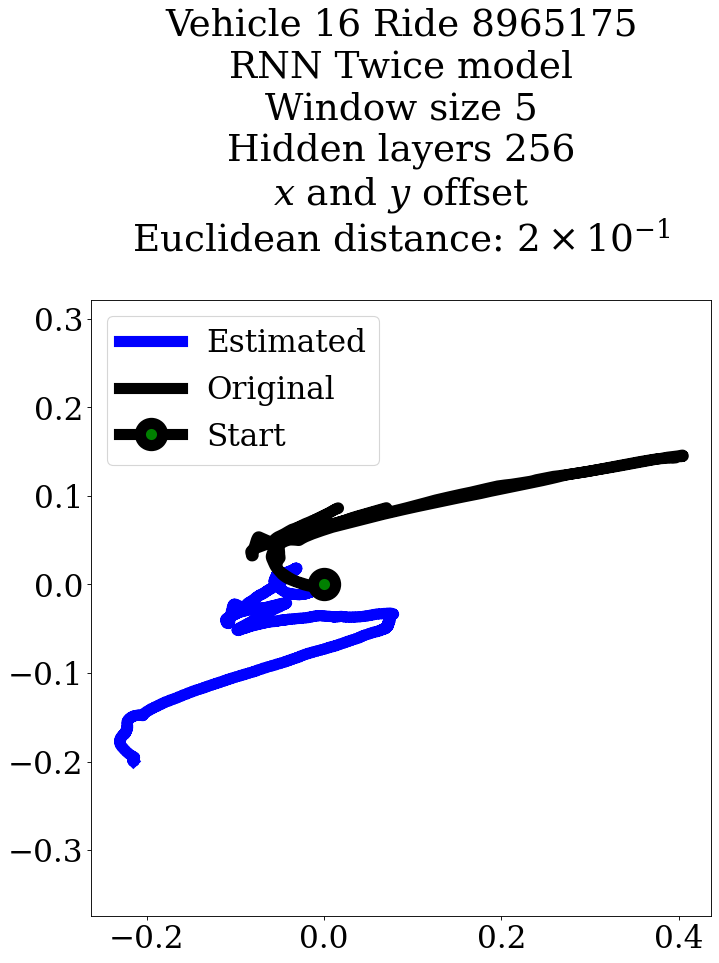 Vehicle 16 Ride 8965175
RNN Twice model
Window size 5
Hidden layers 256
x and y offset
Euclidean distance: 2 × 10⁻¹
Estimated
Original
Start
0.3
0.2
0.1
0.0
−0.1
−0.2
−0.3
−0.2 0.0 0.2 0.4